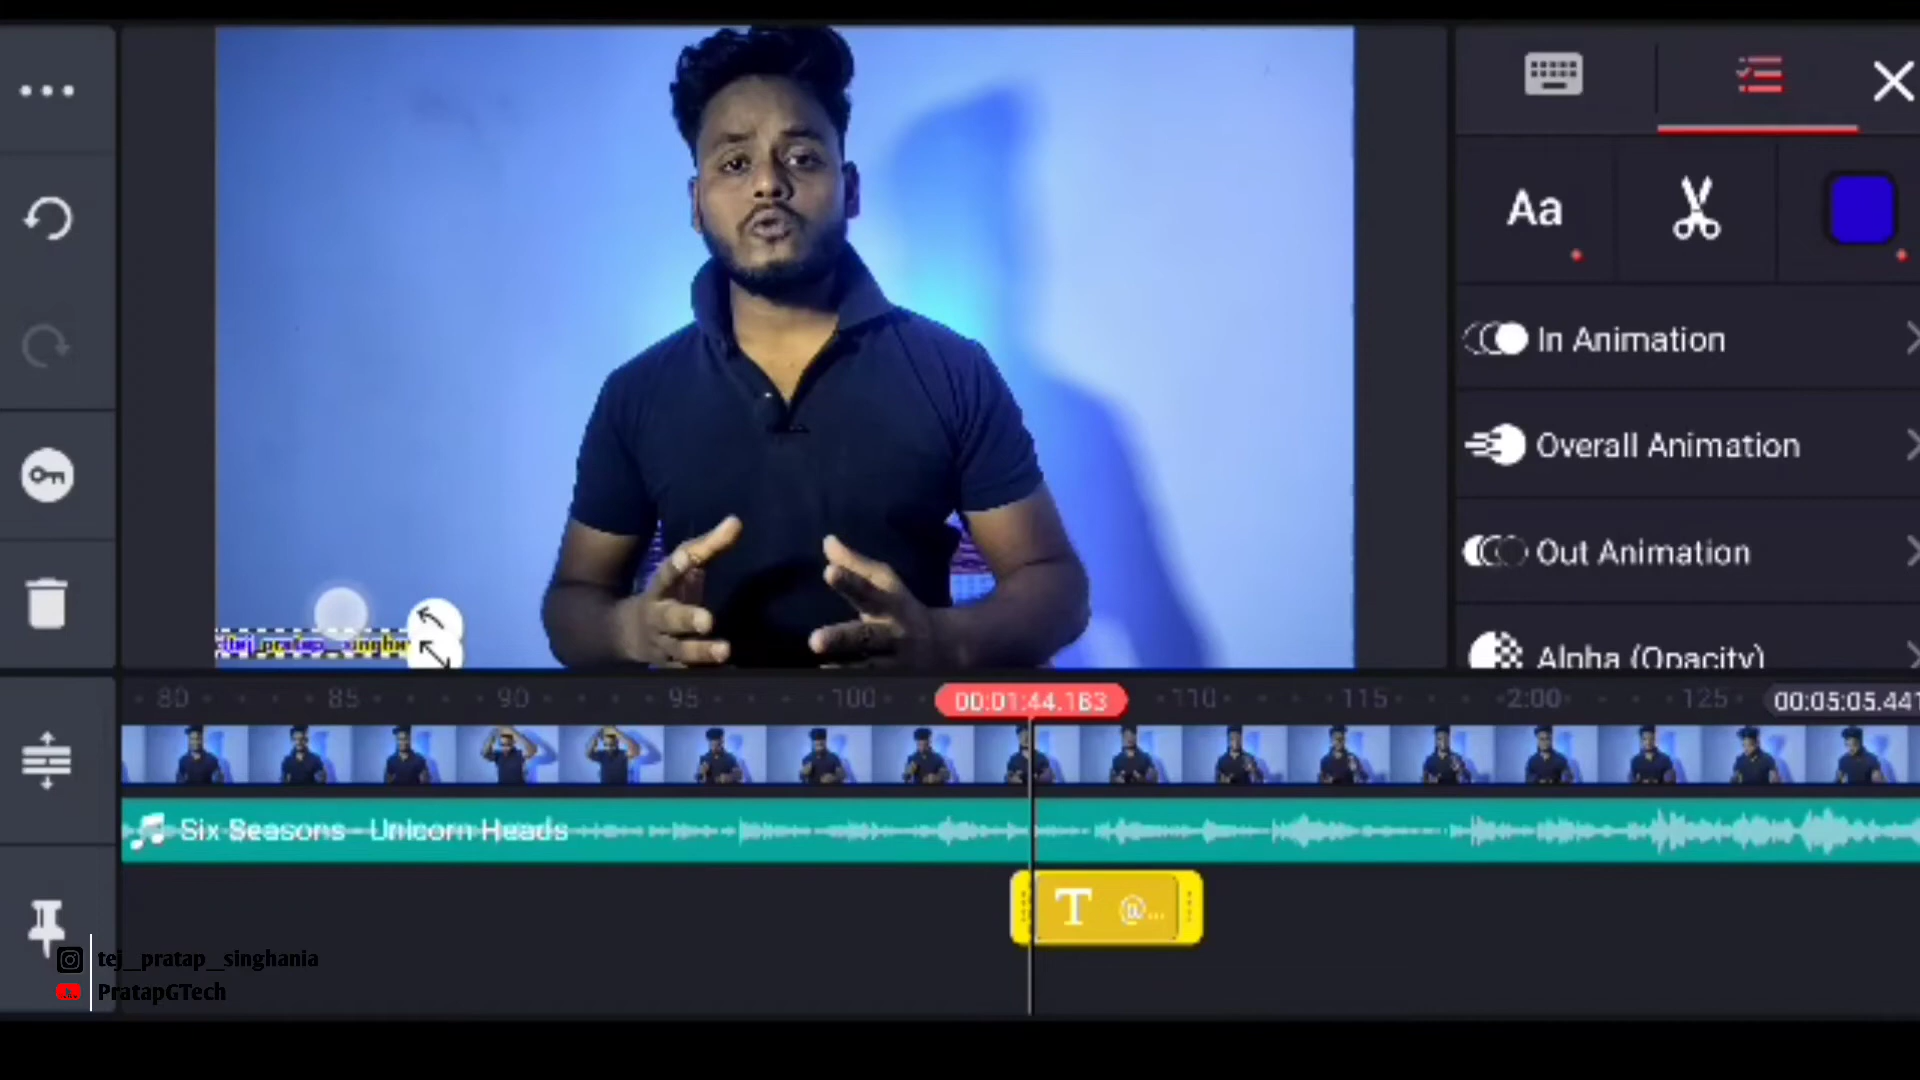 Aa
In Animation
Overall Animation
Out Animation
Alpha (Opacity)
80 85 90 95 100 00:01:44.183 110 115 2:00 125 00:05:05.441
Six Seasons - Unicorn Heads
T @...
tej_pratap_singhania
PratapGTech